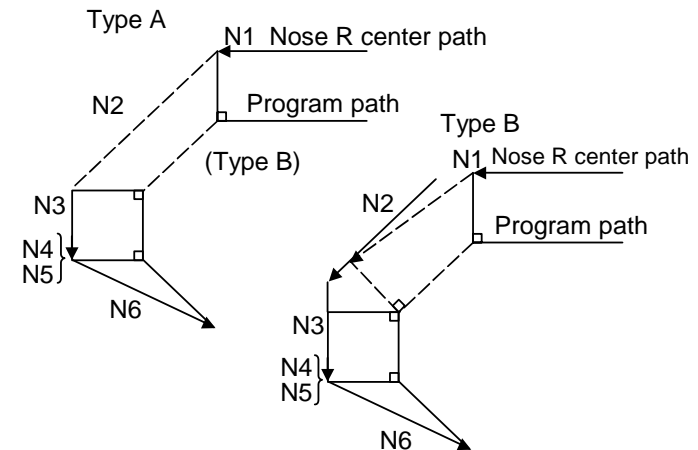 Type A
N1 Nose R center path
N2
Program path
(Type B)
N3
N4
N5
N6
Type B
N1 Nose R center path
N2
Program path
N3
N4
N5
N6